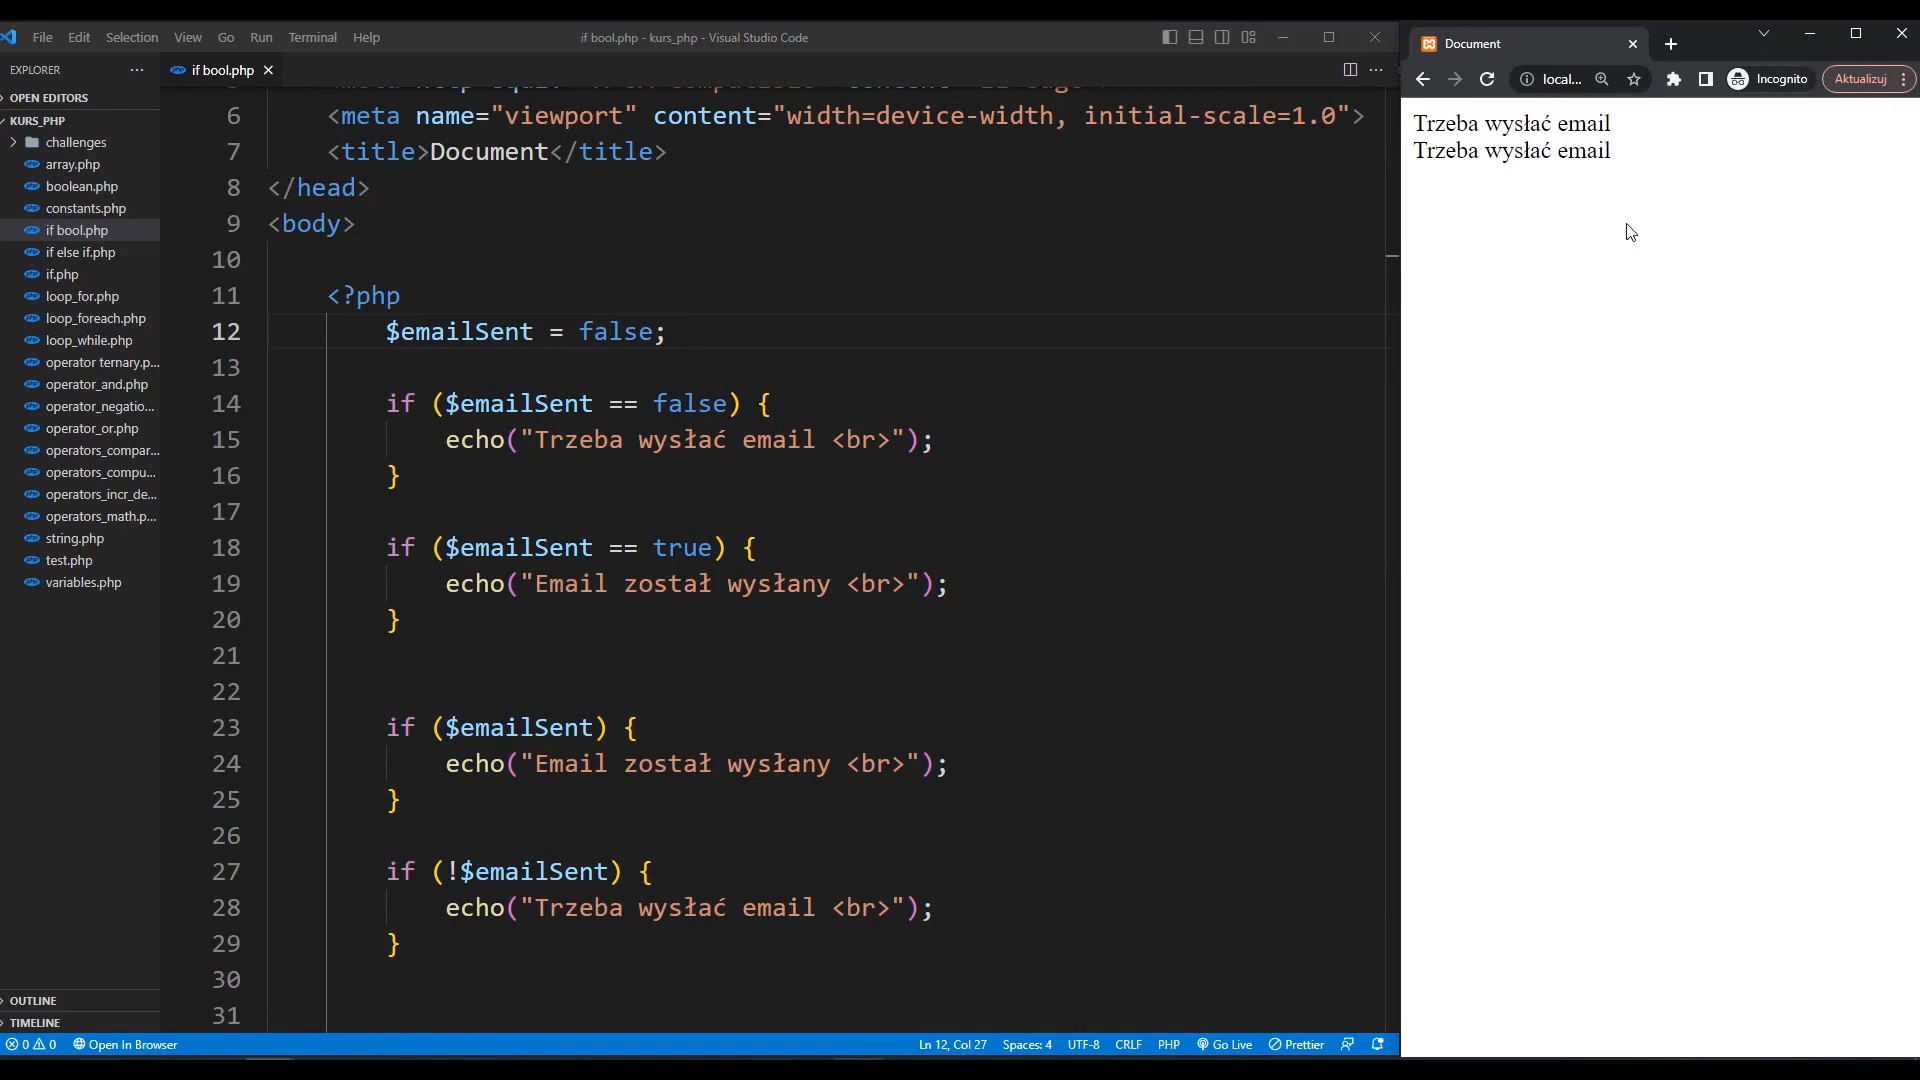 File Edit Selection View Go Run Terminal Help
if bool.php - kurs_php - Visual Studio Code
EXPLORER
OPEN EDITORS
KURS_PHP
challenges
array.php
boolean.php
constants.php
if bool.php
if else if.php
if.php
loop_for.php
loop_foreach.php
loop_while.php
operator ternary.p...
operator_and.php
operator_negatio...
operator_or.php
operators_compar...
operators_compu...
operators_incr_de...
operators_math.p...
string.php
test.php
variables.php
OUTLINE
TIMELINE
if bool.php
6 <meta name="viewport" content="width=device-width, initial-scale=1.0">
7 <title>Document</title>
8 </head>
9 <body>
10
11 <?php
12 $emailSent = false;
13
14 if ($emailSent == false) {
15 echo("Trzeba wysłać email <br>");
16 }
17
18 if ($emailSent == true) {
19 echo("Email został wysłany <br>");
20 }
21
22
23 if ($emailSent) {
24 echo("Email został wysłany <br>");
25 }
26
27 if (!$emailSent) {
28 echo("Trzeba wysłać email <br>");
29 }
30
31
0 0 Open In Browser
Ln 12, Col 27 Spaces: 4 UTF-8 CRLF PHP Go Live Prettier
Document
local... Incognito Aktualizuj
Trzeba wysłać email
Trzeba wysłać email